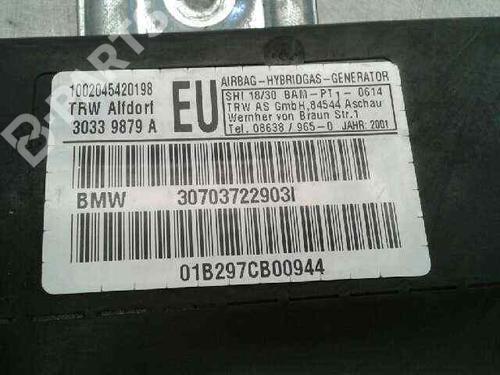 1002045420198
TRW Alfdorf
3033 9879 A
EU
AIRBAG-HYBRIDGAS-GENERATOR
SHI 18/30 BAM-PT1-0614
TRW AS GmbH, 84544 Aschau
Wernher von Braun Str.1
Tel. 08638/965-0 JAHR:2001
BMW 30703722903I
01B297CB00944
B-PARTS